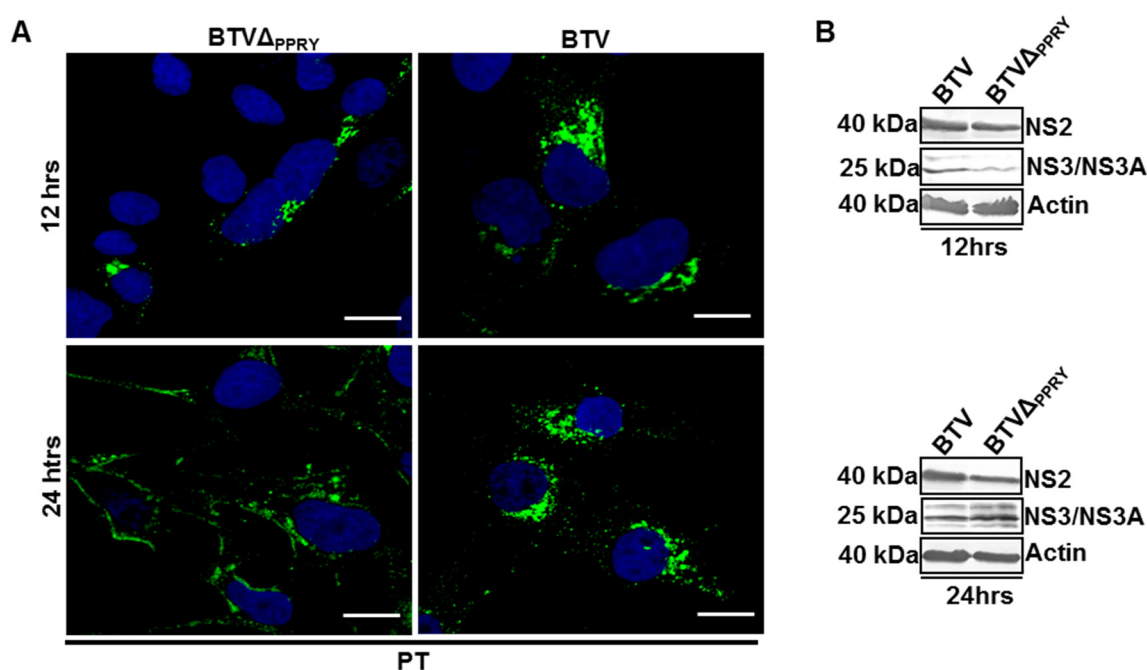 A
BTVΔPPRY
BTV
12 hrs
24 htrs
PT
B
BTV
BTVΔPPRY
40 kDa
NS2
25 kDa
NS3/NS3A
40 kDa
Actin
12hrs
BTV
BTVΔPPRY
40 kDa
NS2
25 kDa
NS3/NS3A
40 kDa
Actin
24hrs